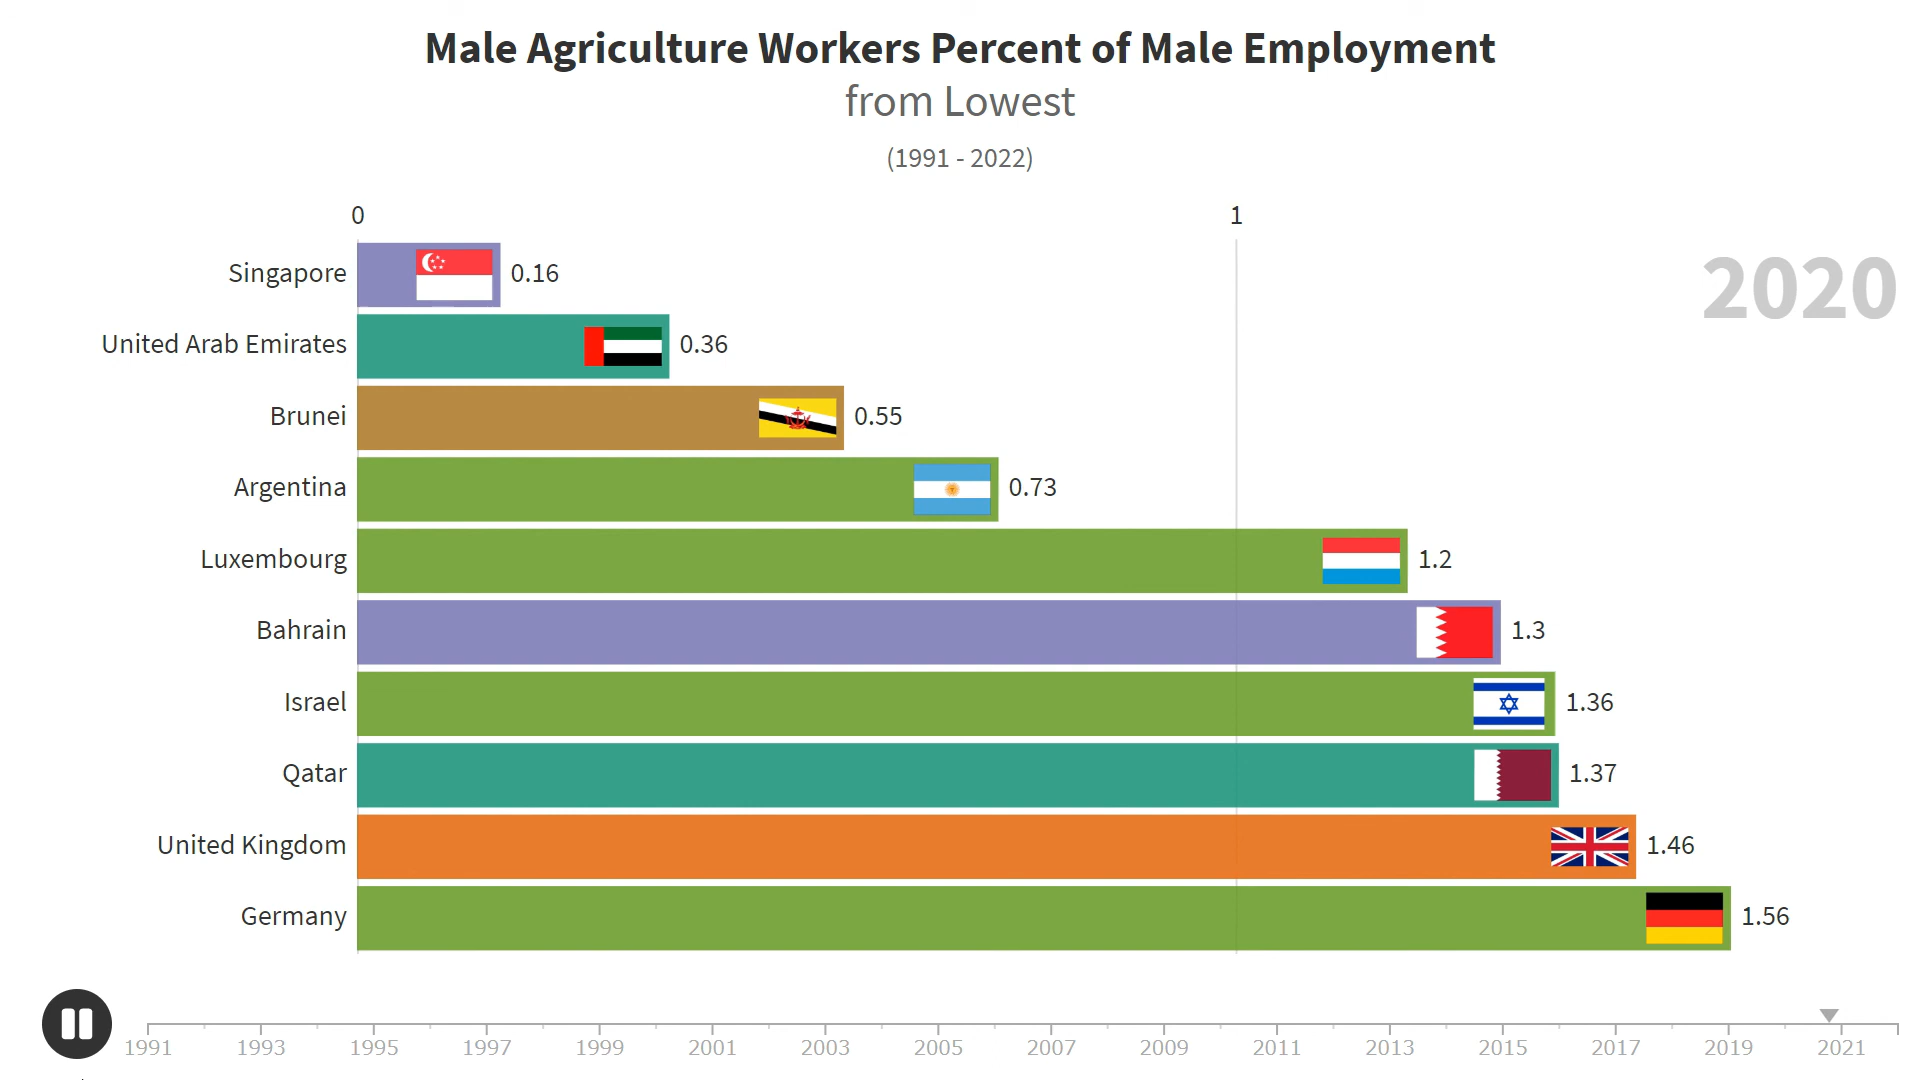 Male Agriculture Workers Percent of Male Employment
from Lowest
(1991 - 2022)
0 1
2020
Singapore 0.16
United Arab Emirates 0.36
Brunei 0.55
Argentina 0.73
Luxembourg 1.2
Bahrain 1.3
Israel 1.36
Qatar 1.37
United Kingdom 1.46
Germany 1.56
1991 1993 1995 1997 1999 2001 2003 2005 2007 2009 2011 2013 2015 2017 2019 2021